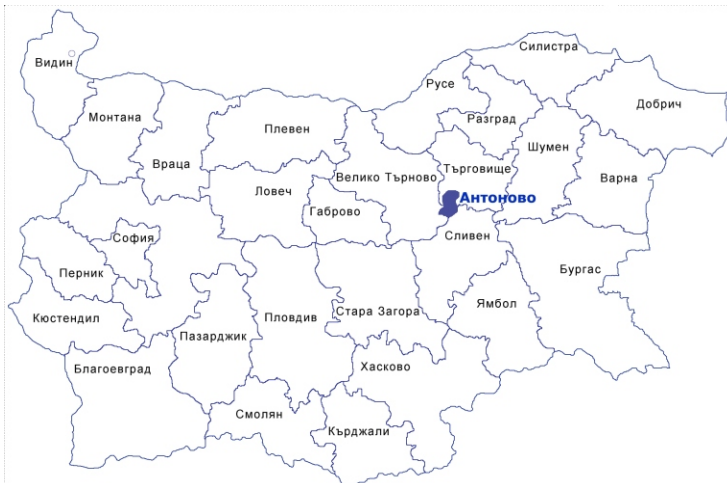 Силистра
Видин
Русе
Добрич
Монтана
Разград
Плевен
Шумен
Враца
Търговище
Велико Търново
Варна
Ловеч
Антоново
Габрово
София
Сливен
Перник
Бургас
Ямбол
Стара Загора
Кюстендил
Пловдив
Пазарджик
Хасково
Благоевград
Смолян
Кърджали